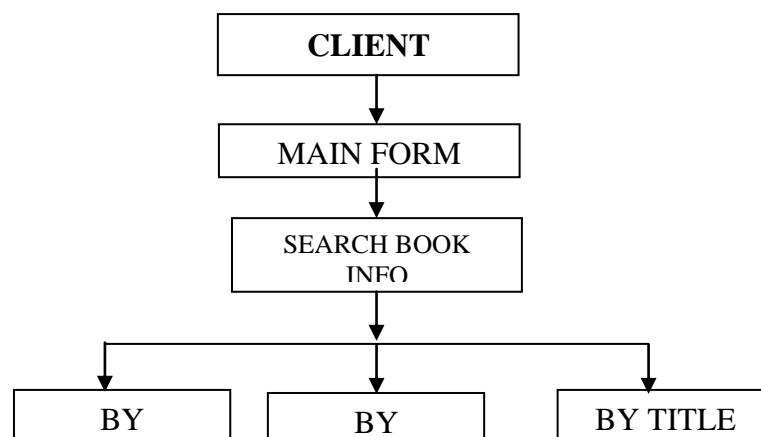 CLIENT
MAIN FORM
SEARCH BOOK
INFO
BY
BY
BY TITLE